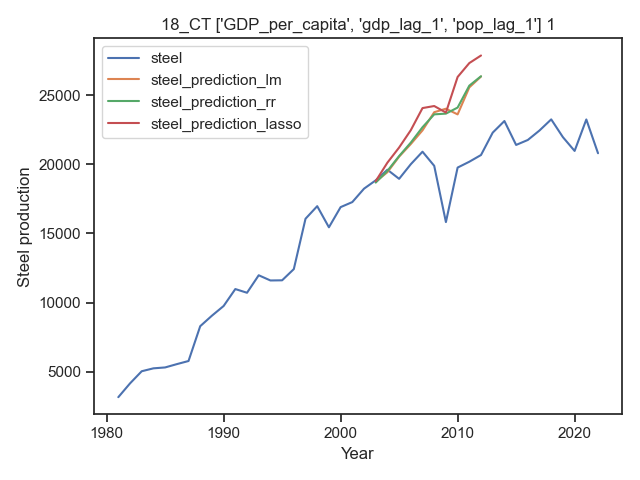 18_CT ['GDP_per_capita', 'gdp_lag_1', 'pop_lag_1'] 1
steel
steel_prediction_lm
steel_prediction_rr
steel_prediction_lasso
25000
20000
15000
10000
5000
Steel production
1980 1990 2000 2010 2020
Year